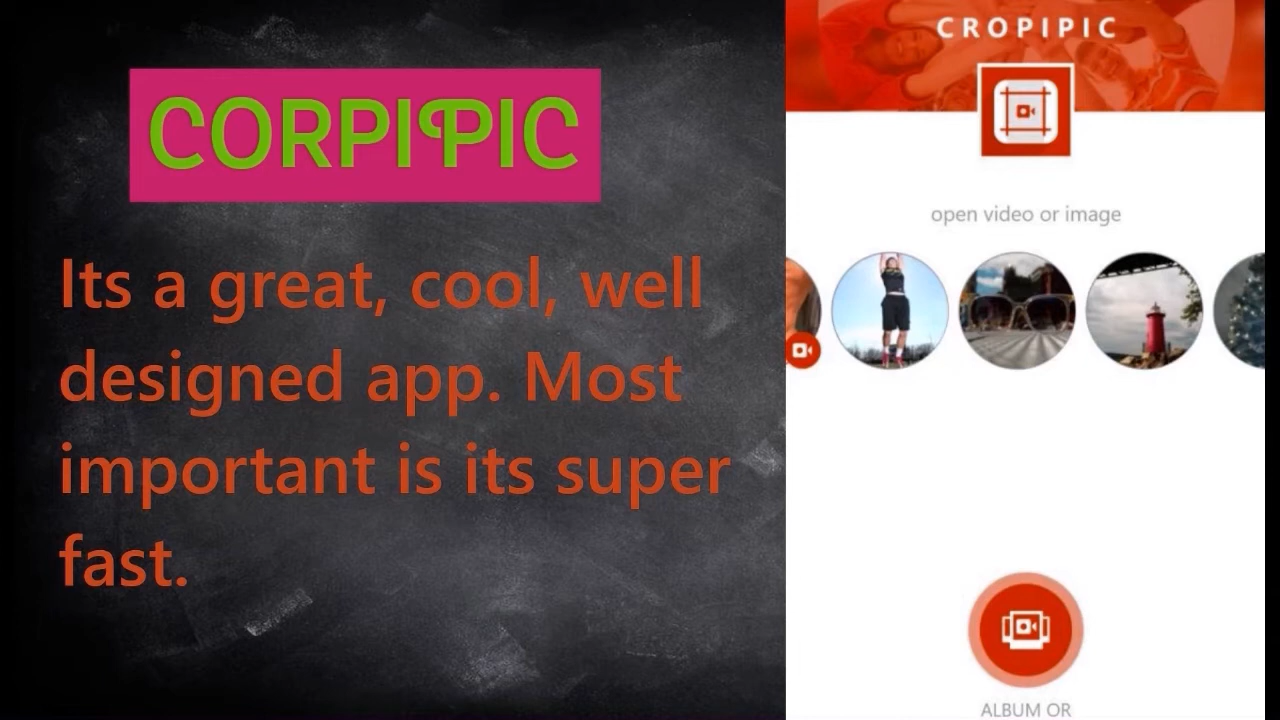 CORPIPIC
Its a great, cool, well
designed app. Most
important is its super
fast.
CROPIPIC
open video or image
ALBUM OR